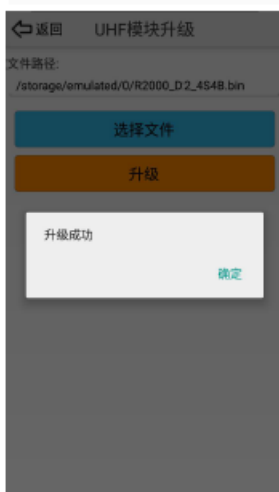 返回 UHF模块升级
文件路径:
/storage/emulated/0/R2000_D2_4S4B.bin
选择文件
升级
升级成功
确定